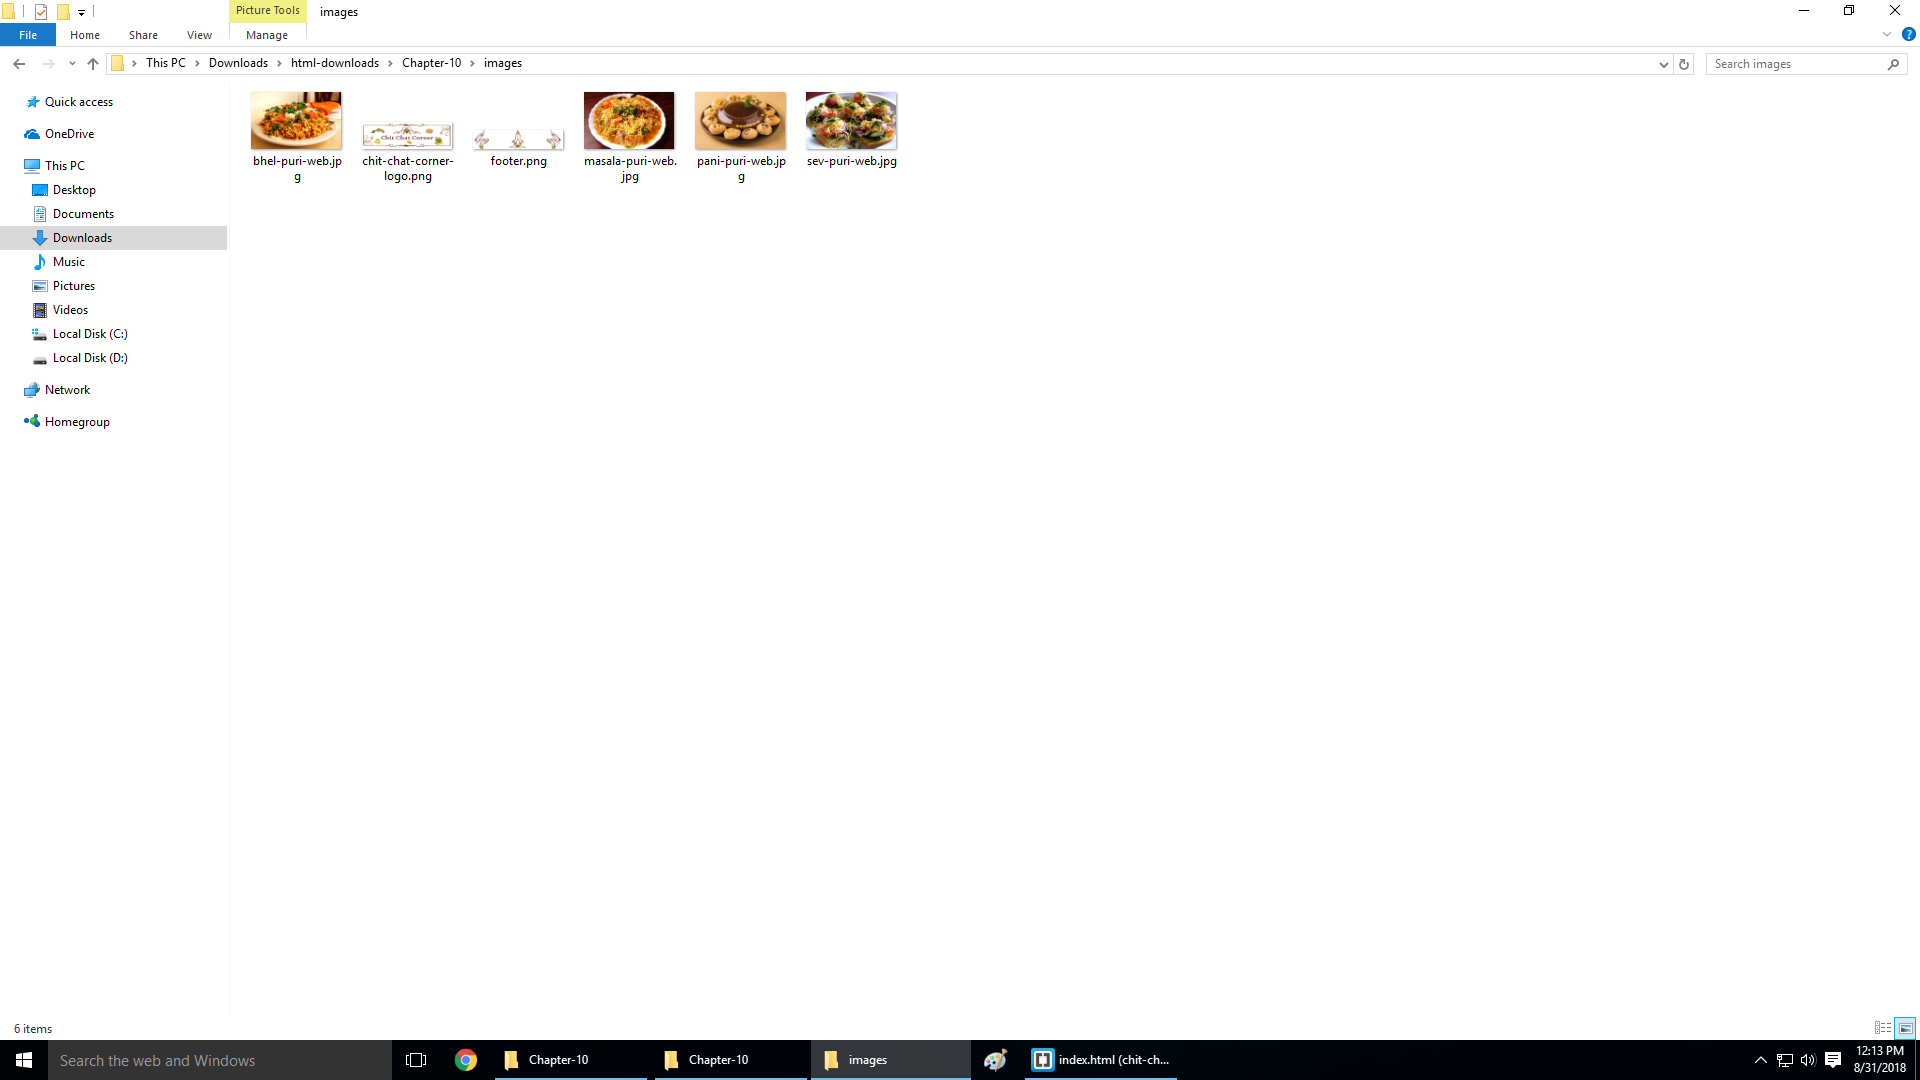 Picture Tools
images
File
Home
Share
View
Manage
This PC
Downloads
html-downloads
Chapter-10
images
Search images
Quick access
OneDrive
This PC
Desktop
Documents
Downloads
Music
Pictures
Videos
Local Disk (C:)
Local Disk (D:)
Network
Homegroup
Chit Chat Corner
bhel-puri-web.jp
g
chit-chat-corner-
logo.png
footer.png
masala-puri-web.
jpg
pani-puri-web.jp
g
sev-puri-web.jpg
6 items
Search the web and Windows
Chapter-10
Chapter-10
images
index.html (chit-ch...
12:13 PM
8/31/2018